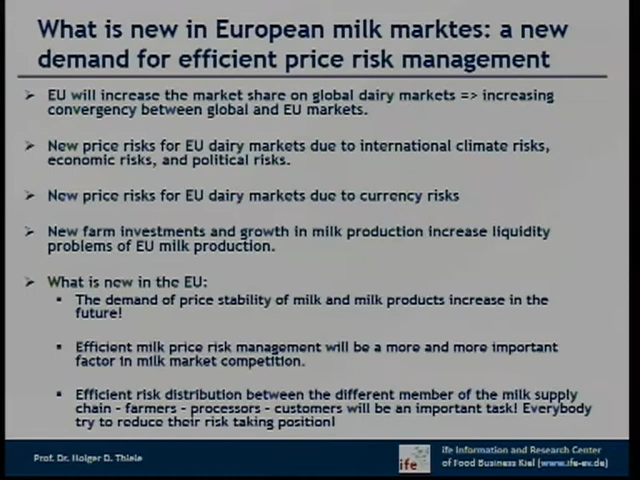 What is new in European milk marktes: a new
demand for efficient price risk management
➢ EU will increase the market share on global dairy markets => increasing
convergency between global and EU markets.
➢ New price risks for EU dairy markets due to international climate risks,
economic risks, and political risks.
➢ New price risks for EU dairy markets due to currency risks
➢ New farm investments and growth in milk production increase liquidity
problems of EU milk production.
➢ What is new in the EU:
▪ The demand of price stability of milk and milk products increase in the
future!
▪ Efficient milk price risk management will be a more and more important
factor in milk market competition.
▪ Efficient risk distribution between the different member of the milk supply
chain - farmers - processors - customers will be an important task! Everybody
try to reduce their risk taking position!
Prof. Dr. Holger D. Thiele
ife
ife Information and Research Center
of Food Business Kiel (www.ife-ev.de)